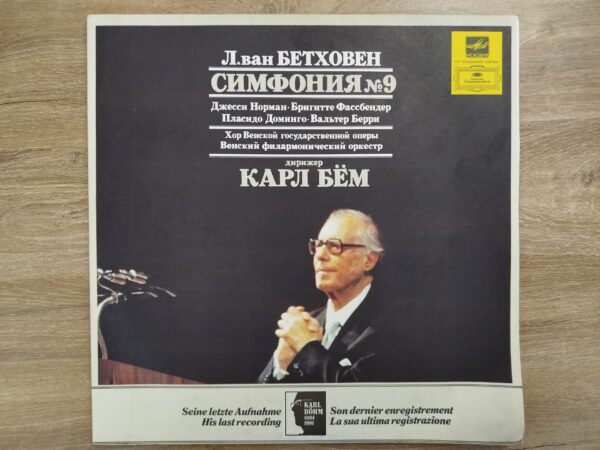 Л.ван БЕТХОВЕН
СИМФОНИЯ №9
Джесси Норман·Бригитте Фассбендер
Пласидо Доминго·Вальтер Берри
Хор Венской государственной оперы
Венский филармонический оркестр
дирижер
КАРЛ БЁМ
Seine letzte Aufnahme
His last recording
KARL
BÖHM
1894
1981
Son dernier enregistrement
La sua ultima registrazione